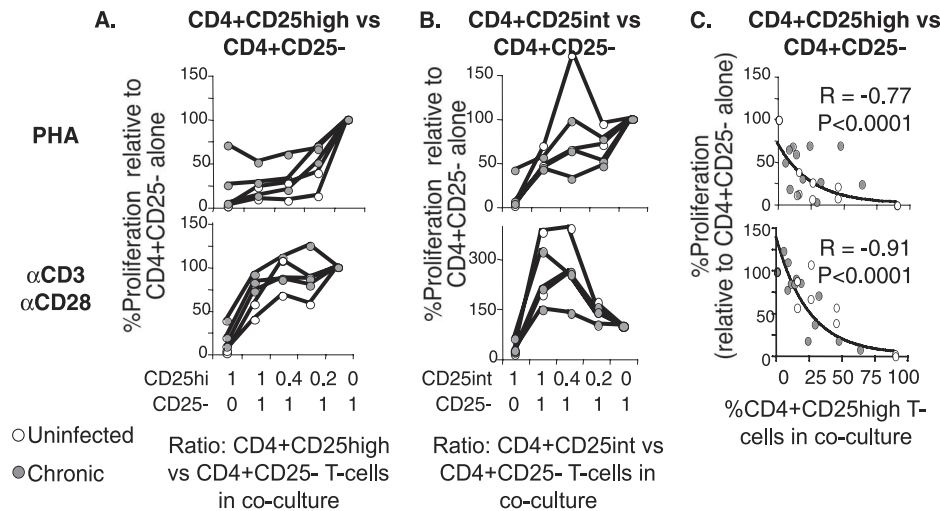 A. CD4+CD25high vs CD4+CD25-
B. CD4+CD25int vs CD4+CD25-
C. CD4+CD25high vs CD4+CD25-
PHA
αCD3
αCD28
%Proliferation relative to
CD4+CD25- alone
150
100
50
25
0
150
100
50
25
0
%Proliferation relative to
CD4+CD25- alone
150
100
50
0
300
150
0
%Proliferation
(relative to CD4+CD25- alone)
150
100
50
0
R = -0.77
P<0.0001
150
100
50
0
R = -0.91
P<0.0001
0 25 50 75 100
CD25hi 1 1 0.4 0.2 0
CD25- 0 1 1 1 1
CD25int 1 1 0.4 0.2 0
CD25- 0 1 1 1 1
Uninfected
Chronic
Ratio: CD4+CD25high
vs CD4+CD25- T-cells
in co-culture
Ratio: CD4+CD25int vs
CD4+CD25- T-cells in
co-culture
%CD4+CD25high T-
cells in co-culture